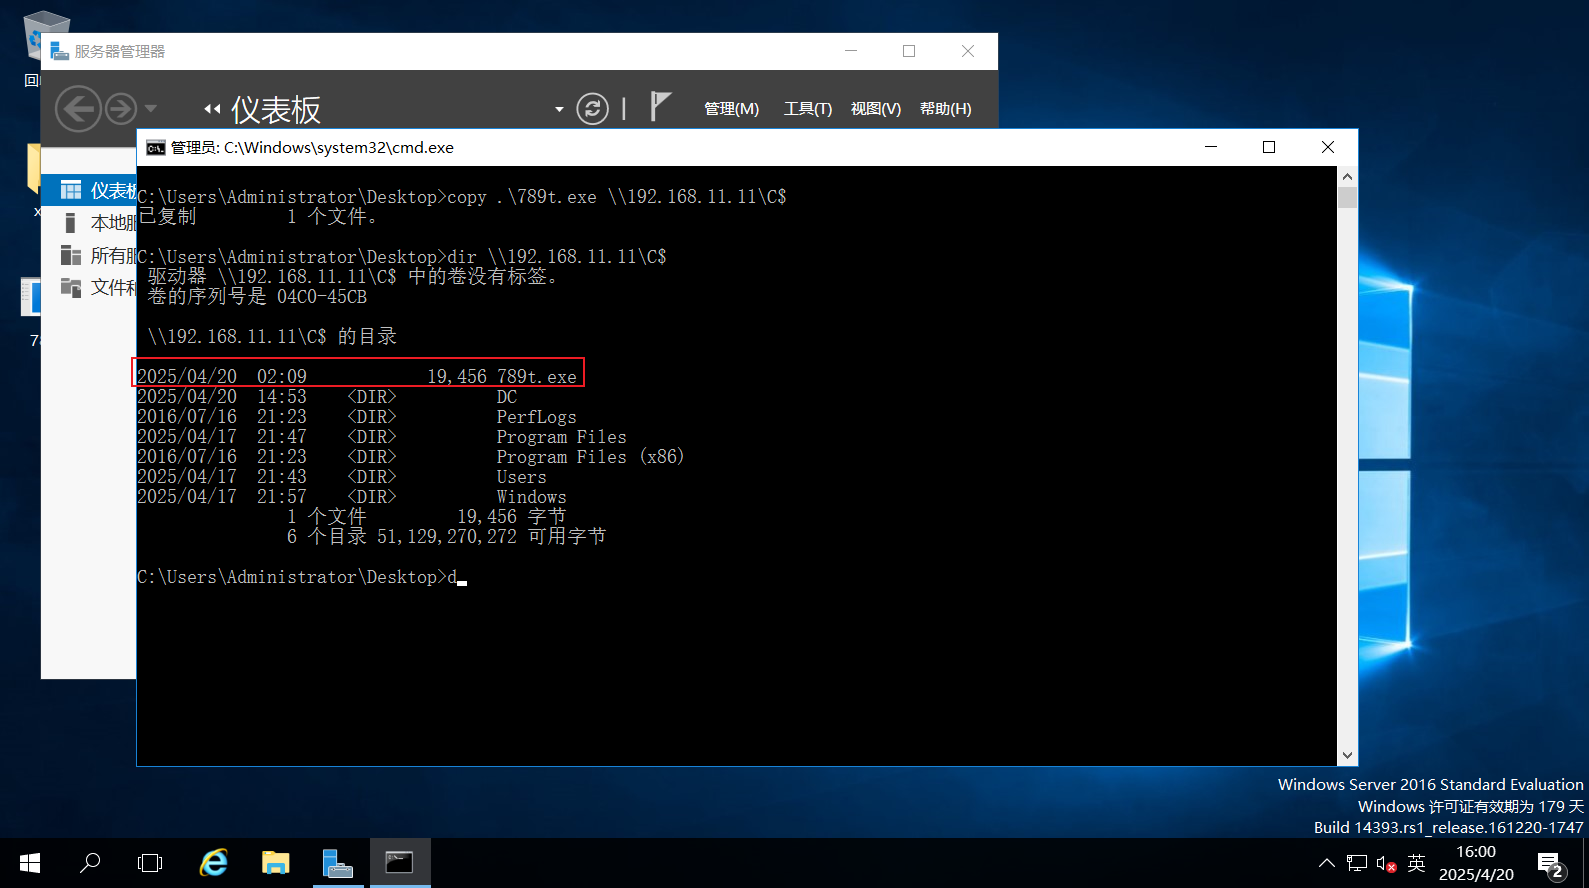 服务器管理器
仪表板
管理(M) 工具(T) 视图(V) 帮助(H)
管理员: C:\Windows\system32\cmd.exe
回
仪表板
本地服
所有服
文件和
x
78
C:\Users\Administrator\Desktop>copy .\789t.exe \\192.168.11.11\C$
已复制         1 个文件。
C:\Users\Administrator\Desktop>dir \\192.168.11.11\C$
驱动器 \\192.168.11.11\C$ 中的卷没有标签。
卷的序列号是 04C0-45CB
\\192.168.11.11\C$ 的目录
2025/04/20  02:09            19,456 789t.exe
2025/04/20  14:53    <DIR>          DC
2016/07/16  21:23    <DIR>          PerfLogs
2025/04/17  21:47    <DIR>          Program Files
2016/07/16  21:23    <DIR>          Program Files (x86)
2025/04/17  21:43    <DIR>          Users
2025/04/17  21:57    <DIR>          Windows
1 个文件         19,456 字节
6 个目录 51,129,270,272 可用字节
C:\Users\Administrator\Desktop>d
Windows Server 2016 Standard Evaluation
Windows 许可证有效期为 179 天
Build 14393.rs1_release.161220-1747
英
16:00
2025/4/20
2